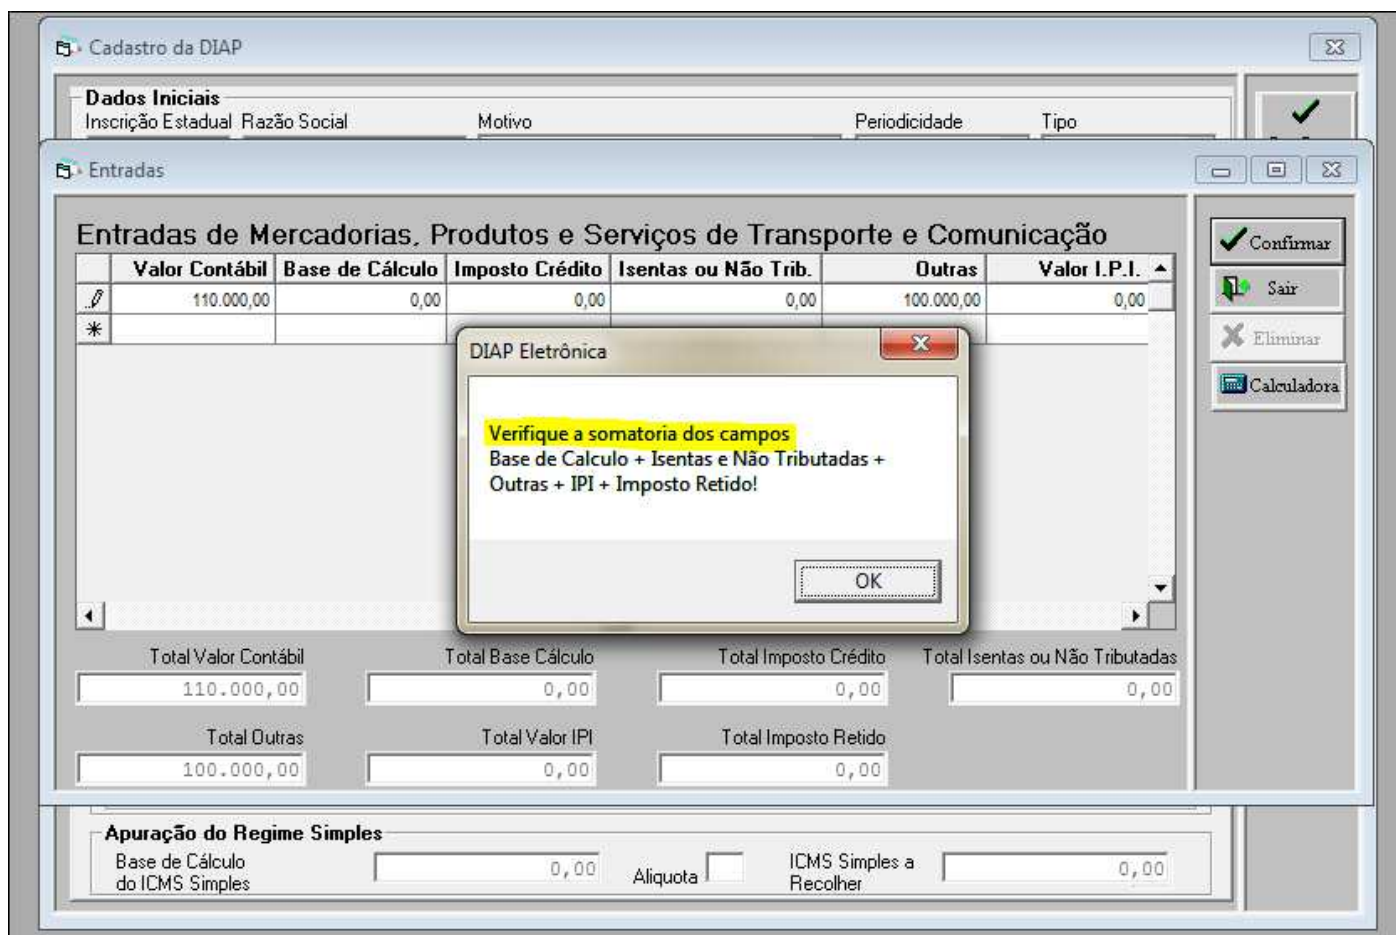 Cadastro da DIAP
Dados Iniciais
Inscrição Estadual Razão Social Motivo Periodicidade Tipo
Entradas
Entradas de Mercadorias, Produtos e Serviços de Transporte e Comunicação
Valor Contábil Base de Cálculo Imposto Crédito Isentas ou Não Trib. Outras Valor I.P.I.
110.000,00 0,00 0,00 0,00 100.000,00 0,00
Confirmar
Sair
Eliminar
Calculadora
DIAP Eletrônica
Verifique a somatoria dos campos
Base de Calculo + Isentas e Não Tributadas +
Outras + IPI + Imposto Retido!
OK
Total Valor Contábil Total Base Cálculo Total Imposto Crédito Total Isentas ou Não Tributadas
110.000,00 0,00 0,00 0,00
Total Outras Total Valor IPI Total Imposto Retido
100.000,00 0,00 0,00
Apuração do Regime Simples
Base de Cálculo
do ICMS Simples
0,00
Aliquota
ICMS Simples a
Recolher
0,00